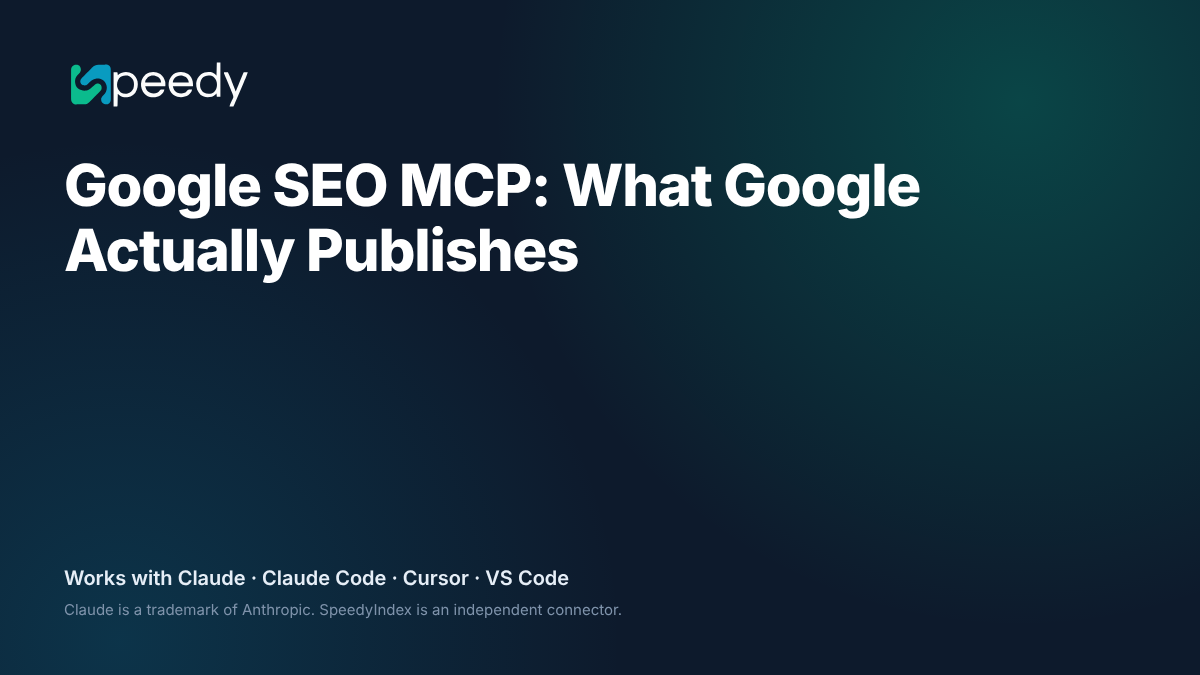 Speedy
Google SEO MCP: What Google
Actually Publishes
Works with Claude · Claude Code · Cursor · VS Code
Claude is a trademark of Anthropic. SpeedyIndex is an independent connector.